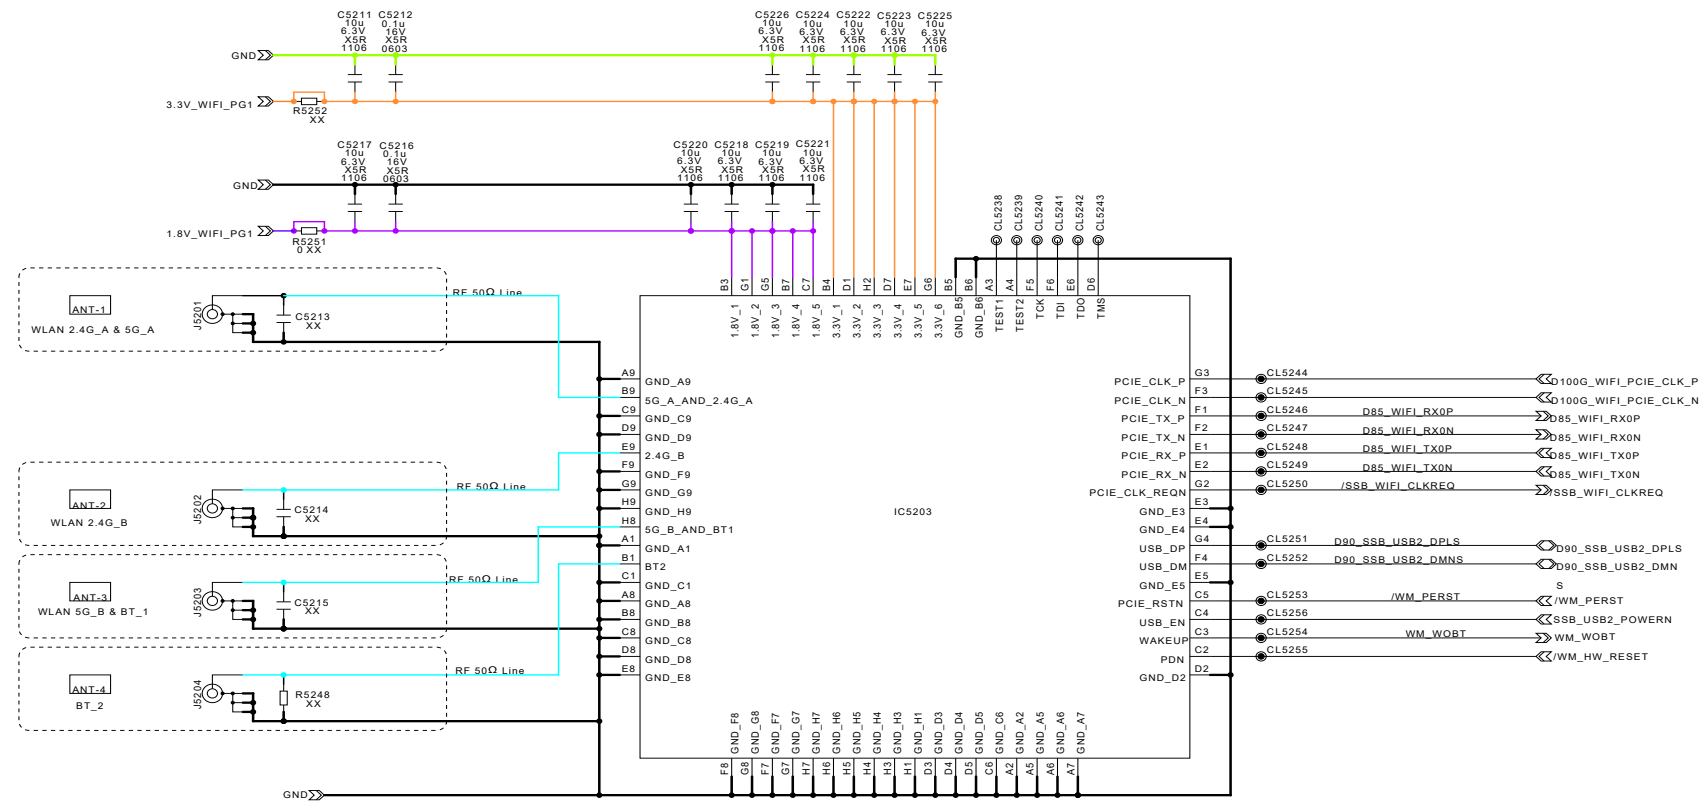 C5211
10u
6.3V
X5R
1106
C5212
0.1u
16V
X5R
0603
C5226
10u
6.3V
X5R
1106
C5224
10u
6.3V
X5R
1106
C5222
10u
6.3V
X5R
1106
C5223
10u
6.3V
X5R
1106
C5225
10u
6.3V
X5R
1106
GND
3.3V_WIFI_PG1
R5252
XX
C5217
10u
6.3V
X5R
1106
C5216
0.1u
16V
X5R
0603
C5220
10u
6.3V
X5R
1106
C5218
10u
6.3V
X5R
1106
C5219
10u
6.3V
X5R
1106
C5221
10u
6.3V
X5R
1106
GND
1.8V_WIFI_PG1
R5251
0 XX
CL5238
CL5239
CL5240
CL5241
CL5242
CL5243
B3
G1
G5
B7
C7
B4
D1
H2
D7
E7
G6
B5
B6
A3
A4
F5
F6
E6
D6
1.8V_1
1.8V_2
1.8V_3
1.8V_4
1.8V_5
3.3V_1
3.3V_2
3.3V_3
3.3V_4
3.3V_5
3.3V_6
GND_B5
GND_B6
TEST1
TEST2
TCK
TDI
TDO
TMS
ANT-1
WLAN 2.4G_A & 5G_A
J5201
C5213
XX
RF 50Ω Line
ANT-2
WLAN 2.4G_B
J5202
C5214
XX
RF 50Ω Line
ANT-3
WLAN 5G_B & BT_1
J5203
C5215
XX
RF 50Ω Line
ANT-4
BT_2
J5204
R5248
XX
RF 50Ω Line
A9 GND_A9
B9 5G_A_AND_2.4G_A
C9 GND_C9
D9 GND_D9
E9 2.4G_B
F9 GND_F9
G9 GND_G9
H9 GND_H9
H8 5G_B_AND_BT1
A1 GND_A1
B1 BT2
C1 GND_C1
A8 GND_A8
B8 GND_B8
C8 GND_C8
D8 GND_D8
E8 GND_E8
IC5203
PCIE_CLK_P G3 CL5244 D100G_WIFI_PCIE_CLK_P
PCIE_CLK_N F3 CL5245 D100G_WIFI_PCIE_CLK_N
PCIE_TX_P F1 CL5246 D85_WIFI_RX0P D85_WIFI_RX0P
PCIE_TX_N F2 CL5247 D85_WIFI_RX0N D85_WIFI_RX0N
PCIE_RX_P E1 CL5248 D85_WIFI_TX0P D85_WIFI_TX0P
PCIE_RX_N E2 CL5249 D85_WIFI_TX0N D85_WIFI_TX0N
PCIE_CLK_REQN G2 CL5250 /SSB_WIFI_CLKREQ /SSB_WIFI_CLKREQ
GND_E3 E3
GND_E4 E4
USB_DP G4 CL5251 D90_SSB_USB2_DPLS D90_SSB_USB2_DPLS
USB_DM F4 CL5252 D90_SSB_USB2_DMNS D90_SSB_USB2_DMN
S
GND_E5 E5
PCIE_RSTN C5 CL5253 /WM_PERST /WM_PERST
USB_EN C4 CL5256 SSB_USB2_POWERN
WAKEUP C3 CL5254 WM_WOBT WM_WOBT
PDN C2 CL5255 /WM_HW_RESET
GND_D2 D2
GND_F8
GND_G8
GND_F7
GND_G7
GND_H7
GND_H6
GND_H5
GND_H4
GND_H3
GND_H1
GND_D3
GND_D4
GND_D5
GND_C6
GND_A2
GND_A5
GND_A6
GND_A7
F8
G8
F7
G7
H7
H6
H5
H4
H3
H1
D3
D4
D5
C6
A2
A5
A6
A7
GND